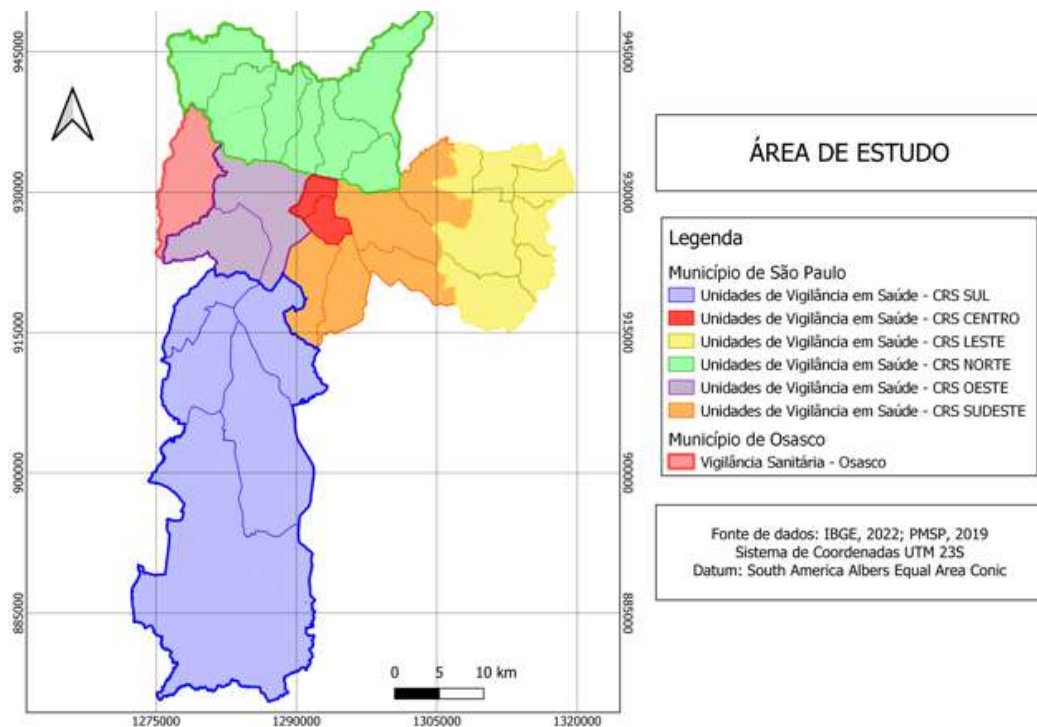 945000
930000
915000
900000
885000
945000
930000
915000
900000
885000
1275000
1290000
1305000
1320000
0 5 10 km
ÁREA DE ESTUDO
Legenda
Município de São Paulo
Unidades de Vigilância em Saúde - CRS SUL
Unidades de Vigilância em Saúde - CRS CENTRO
Unidades de Vigilância em Saúde - CRS LESTE
Unidades de Vigilância em Saúde - CRS NORTE
Unidades de Vigilância em Saúde - CRS OESTE
Unidades de Vigilância em Saúde - CRS SUDESTE
Município de Osasco
Vigilância Sanitária - Osasco
Fonte de dados: IBGE, 2022; PMSP, 2019
Sistema de Coordenadas UTM 23S
Datum: South America Albers Equal Area Conic